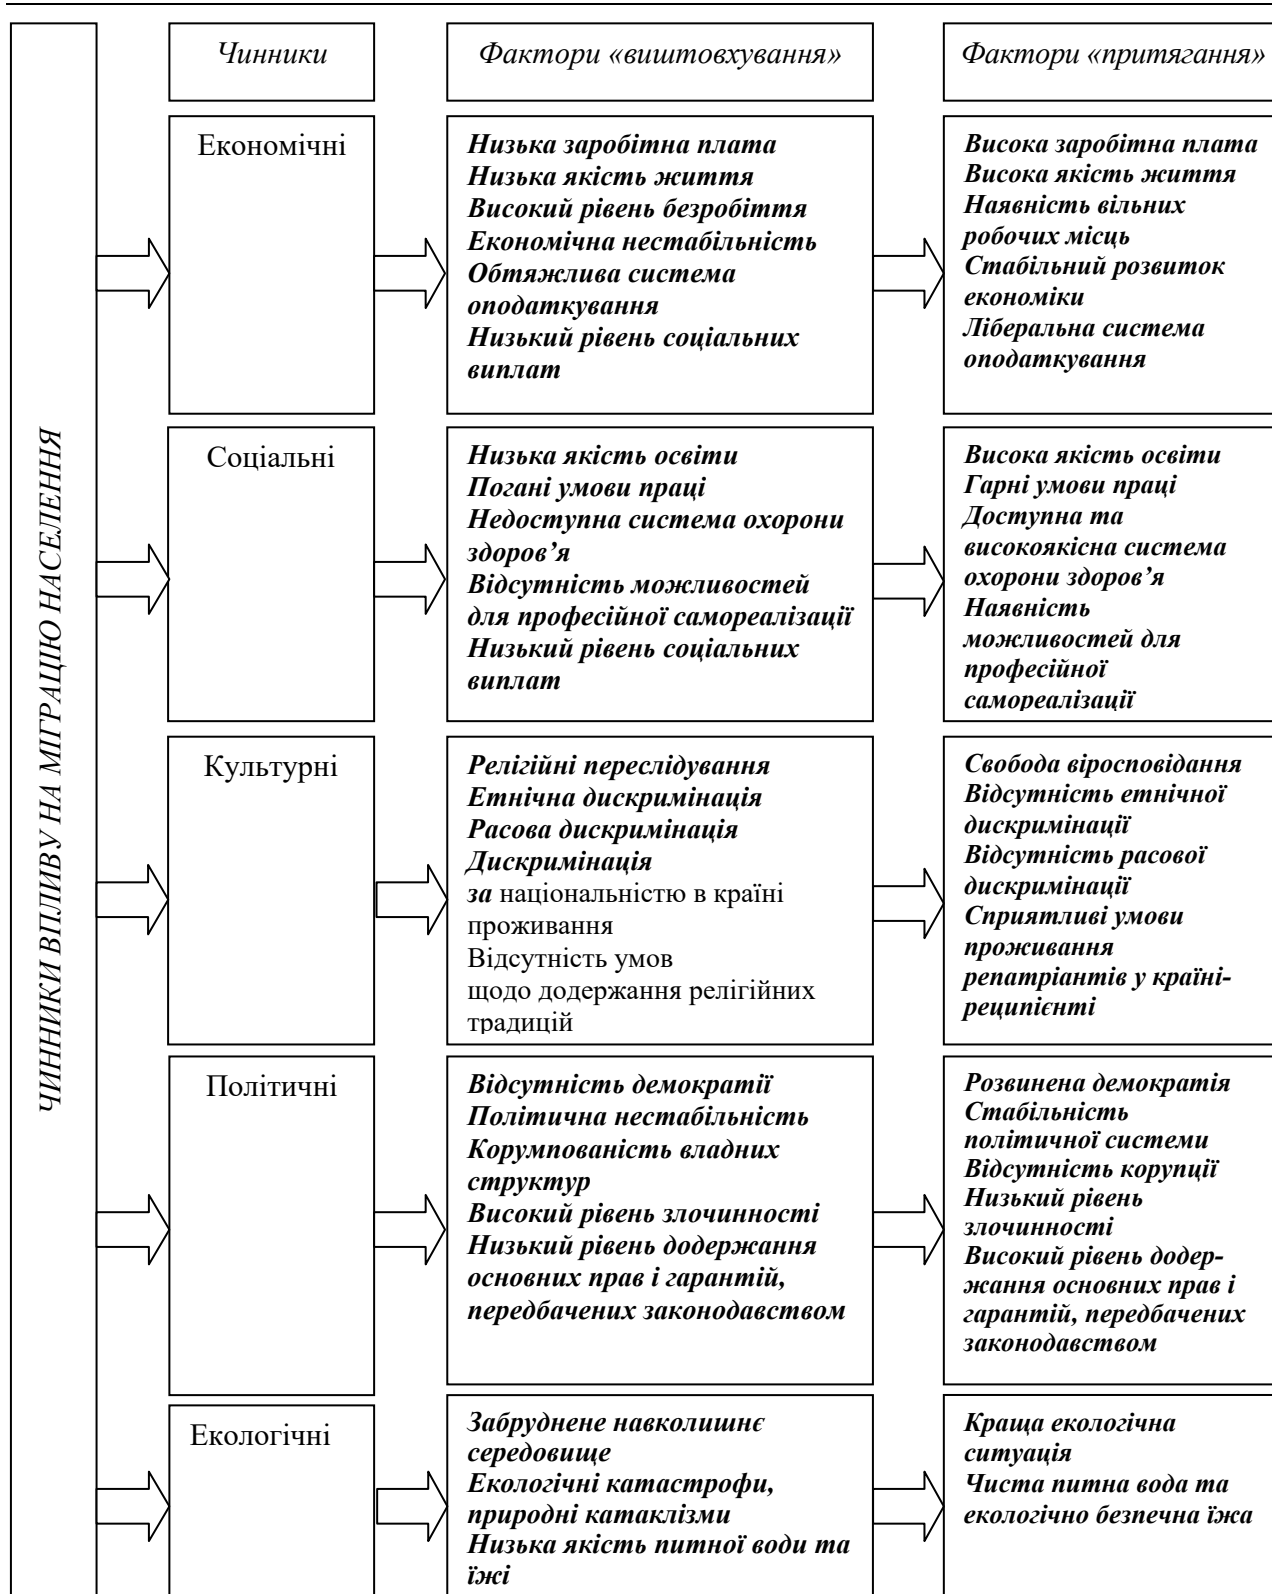 ЧИННИКИ ВПЛИВУ НА МІГРАЦІЮ НАСЕЛЕННЯ
Чинники
Фактори «виштовхування»
Фактори «притягання»
Економічні
Низька заробітна плата
Низька якість життя
Високий рівень безробіття
Економічна нестабільність
Обтяжлива система
оподаткування
Низький рівень соціальних
виплат
Висока заробітна плата
Висока якість життя
Наявність вільних
робочих місць
Стабільний розвиток
економіки
Ліберальна система
оподаткування
Соціальні
Низька якість освіти
Погані умови праці
Недоступна система охорони
здоров’я
Відсутність можливостей
для професійної самореалізації
Низький рівень соціальних
виплат
Висока якість освіти
Гарні умови праці
Доступна та
високоякісна система
охорони здоров’я
Наявність
можливостей для
професійної
самореалізації
Культурні
Релігійні переслідування
Етнічна дискримінація
Расова дискримінація
Дискримінація
за національністю в країні
проживання
Відсутність умов
щодо додержання релігійних
традицій
Свобода віросповідання
Відсутність етнічної
дискримінації
Відсутність расової
дискримінації
Сприятливі умови
проживання
репатріантів у країні-
реципієнті
Політичні
Відсутність демократії
Політична нестабільність
Корумпованість владних
структур
Високий рівень злочинності
Низький рівень додержання
основних прав і гарантій,
передбачених законодавством
Розвинена демократія
Стабільність
політичної системи
Відсутність корупції
Низький рівень
злочинності
Високий рівень додер-
жання основних прав і
гарантій, передбачених
законодавством
Екологічні
Забруднене навколишнє
середовище
Екологічні катастрофи,
природні катаклізми
Низька якість питної води та
їжі
Краща екологічна
ситуація
Чиста питна вода та
екологічно безпечна їжа